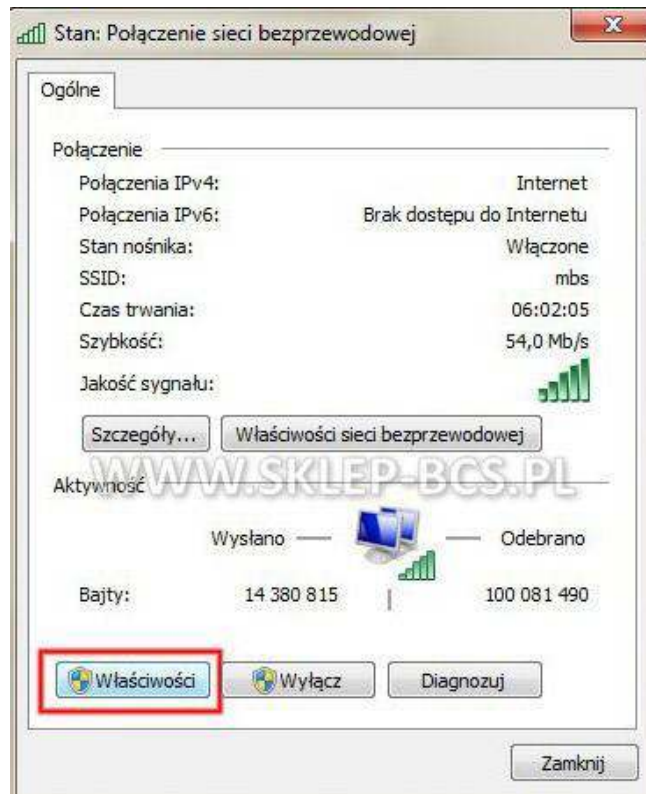 Stan: Połączenie sieci bezprzewodowej
Ogólne
Połączenie
Połączenia IPv4: Internet
Połączenia IPv6: Brak dostępu do Internetu
Stan nośnika: Włączone
SSID: mbs
Czas trwania: 06:02:05
Szybkość: 54,0 Mb/s
Jakość sygnału:
Szczegóły... Właściwości sieci bezprzewodowej
WWW.SKLEP-BCS.PL
Aktywność
Wysłano Odebrano
Bajty: 14 380 815 100 081 490
Właściwości Wyłącz Diagnozuj
Zamknij